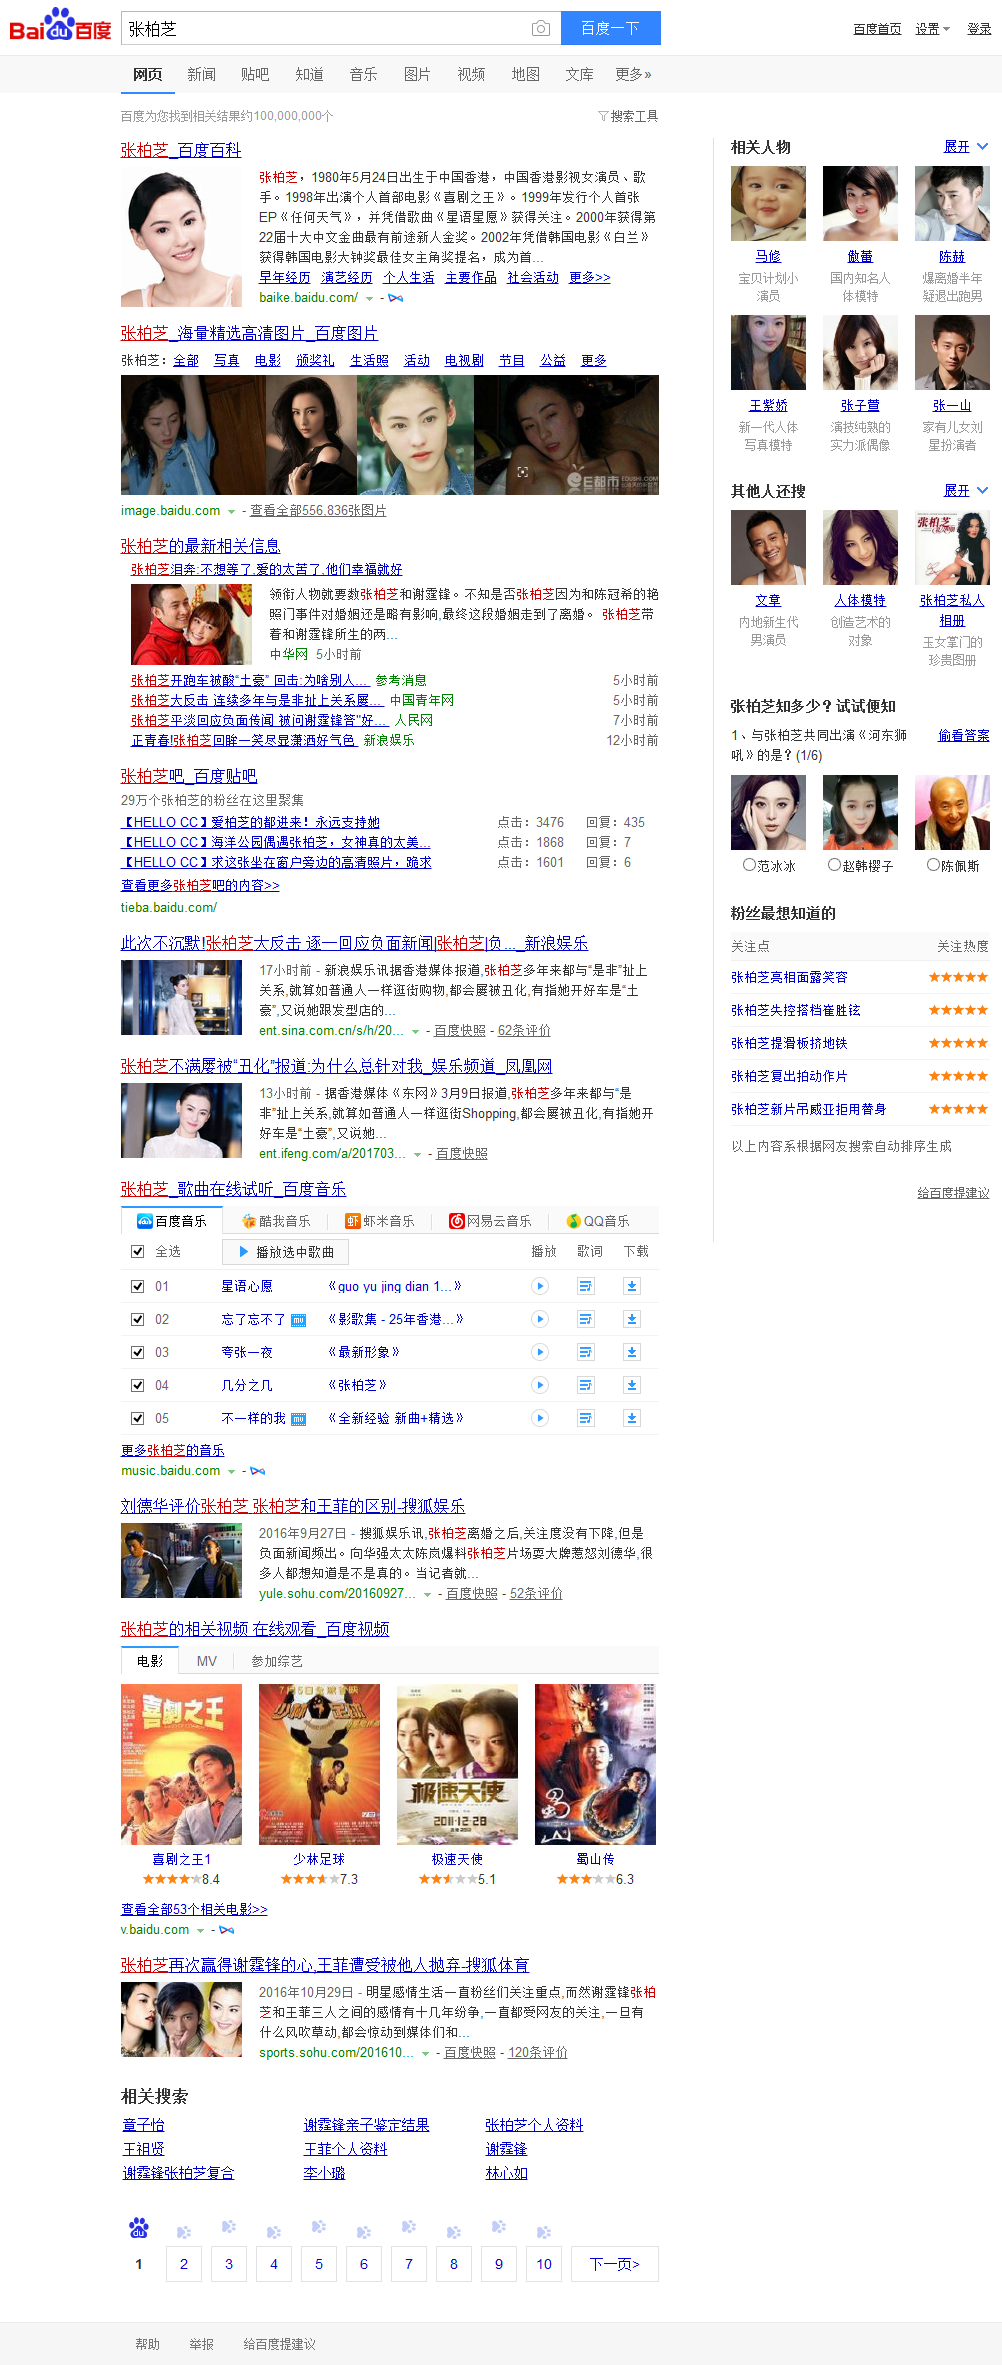 Bai du 百度
张柏芝
百度一下
百度首页 设置 登录
网页 新闻 贴吧 知道 音乐 图片 视频 地图 文库 更多»
百度为您找到相关结果约100,000,000个
搜索工具
张柏芝_百度百科
张柏芝，1980年5月24日出生于中国香港，中国香港影视女演员、歌
手。1998年出演个人首部电影《喜剧之王》。1999年发行个人首张
EP《任何天气》，并凭借歌曲《星语星愿》获得关注。2000年获得第
22届十大中文金曲最有前途新人金奖。2002年凭借韩国电影《白兰》
获得韩国电影大钟奖最佳女主角奖提名，成为首...
早年经历 演艺经历 个人生活 主要作品 社会活动 更多>>
baike.baidu.com/ -
张柏芝_海量精选高清图片_百度图片
张柏芝：全部 写真 电影 颁奖礼 生活照 活动 电视剧 节目 公益 更多
E都市 EDUSHI.COM
image.baidu.com - 查看全部556,836张图片
张柏芝的最新相关信息
张柏芝泪奔:不想等了,爱的太苦了,他们幸福就好
领衔人物就要数张柏芝和谢霆锋。不知是否张柏芝因为和陈冠希的艳
照门事件对婚姻还是略有影响,最终这段婚姻走到了离婚。 张柏芝带
着和谢霆锋所生的两...
中华网 5小时前
张柏芝开跑车被酸“土豪” 回击:为啥别人... 参考消息 5小时前
张柏芝大反击 连续多年与是非扯上关系屡... 中国青年网 5小时前
张柏芝平淡回应负面传闻 被问谢霆锋答“好... 人民网 7小时前
正青春!张柏芝回眸一笑尽显潇洒好气色 新浪娱乐 12小时前
张柏芝吧_百度贴吧
29万个张柏芝的粉丝在这里聚集
【HELLO CC】爱柏芝的都进来！永远支持她 点击：3476 回复：435
【HELLO CC】海洋公园偶遇张柏芝，女神真的太美... 点击：1868 回复：7
【HELLO CC】求这张坐在窗户旁边的高清照片，跪求 点击：1601 回复：6
查看更多张柏芝吧的内容>>
tieba.baidu.com/
此次不沉默!张柏芝大反击 逐一回应负面新闻|张柏芝|负..._新浪娱乐
17小时前 - 新浪娱乐讯据香港媒体报道,张柏芝多年来都与“是非”扯上
关系,就算如普通人一样逛街购物,都会屡被丑化,有指她开好车是“土
豪”,又说她跟发型店的...
ent.sina.com.cn/s/h/20... - 百度快照 - 62条评价
张柏芝不满屡被“丑化”报道:为什么总针对我_娱乐频道_凤凰网
13小时前 - 据香港媒体《东网》3月9日报道,张柏芝多年来都与“是
非”扯上关系,就算如普通人一样逛街Shopping,都会屡被丑化,有指她开
好车是“土豪”,又说她...
ent.ifeng.com/a/201703... - 百度快照
张柏芝_歌曲在线试听_百度音乐
百度音乐 酷我音乐 虾米音乐 网易云音乐 QQ音乐
全选 播放选中歌曲 播放 歌词 下载
01 星语心愿 《guo yu jing dian 1...》
02 忘了忘不了 MV 《影歌集 - 25年香港...》
03 夸张一夜 《最新形象》
04 几分之几 《张柏芝》
05 不一样的我 MV 《全新经验 新曲+精选》
更多张柏芝的音乐
music.baidu.com -
刘德华评价张柏芝 张柏芝和王菲的区别-搜狐娱乐
2016年9月27日 - 搜狐娱乐讯,张柏芝离婚之后,关注度没有下降,但是
负面新闻频出。向华强太太陈岚爆料张柏芝片场耍大牌惹怒刘德华,很
多人都想知道是不是真的。当记者就...
yule.sohu.com/20160927... - 百度快照 - 52条评价
张柏芝的相关视频 在线观看_百度视频
电影 MV 参加综艺
喜劇之王
7月5日全線首映
少林足球
极速天使
2011-12-28
蜀山
喜剧之王1 少林足球 极速天使 蜀山传
8.4 7.3 5.1 6.3
查看全部53个相关电影>>
v.baidu.com -
张柏芝再次赢得谢霆锋的心,王菲遭受被他人抛弃-搜狐体育
2016年10月29日 - 明星感情生活一直粉丝们关注重点,而然谢霆锋张柏
芝和王菲三人之间的感情有十几年纷争,一直都受网友的关注,一旦有
什么风吹草动,都会惊动到媒体们和...
sports.sohu.com/201610... - 百度快照 - 120条评价
相关搜索
章子怡 谢霆锋亲子鉴定结果 张柏芝个人资料
王祖贤 王菲个人资料 谢霆锋
谢霆锋张柏芝复合 李小璐 林心如
du
1 2 3 4 5 6 7 8 9 10 下一页>
帮助 举报 给百度提建议
相关人物 展开
马修 傲蕾 陈赫
宝贝计划小 国内知名人 爆离婚半年
演员 体模特 疑退出跑男
王紫娇 张子萱 张一山
新一代人体 演技纯熟的 家有儿女刘
写真模特 实力派偶像 星扮演者
其他人还搜 展开
张柏芝
文章 人体模特 张柏芝私人
相册
内地新生代 创造艺术的 玉女掌门的
男演员 对象 珍贵图册
张柏芝知多少？试试便知
1、与张柏芝共同出演《河东狮 偷看答案
吼》的是？(1/6)
范冰冰 赵韩樱子 陈佩斯
粉丝最想知道的
关注点 关注热度
张柏芝亮相面露笑容
张柏芝失控搭档崔胜铉
张柏芝提滑板挤地铁
张柏芝复出拍动作片
张柏芝新片吊威亚拒用替身
以上内容系根据网友搜索自动排序生成
给百度提建议